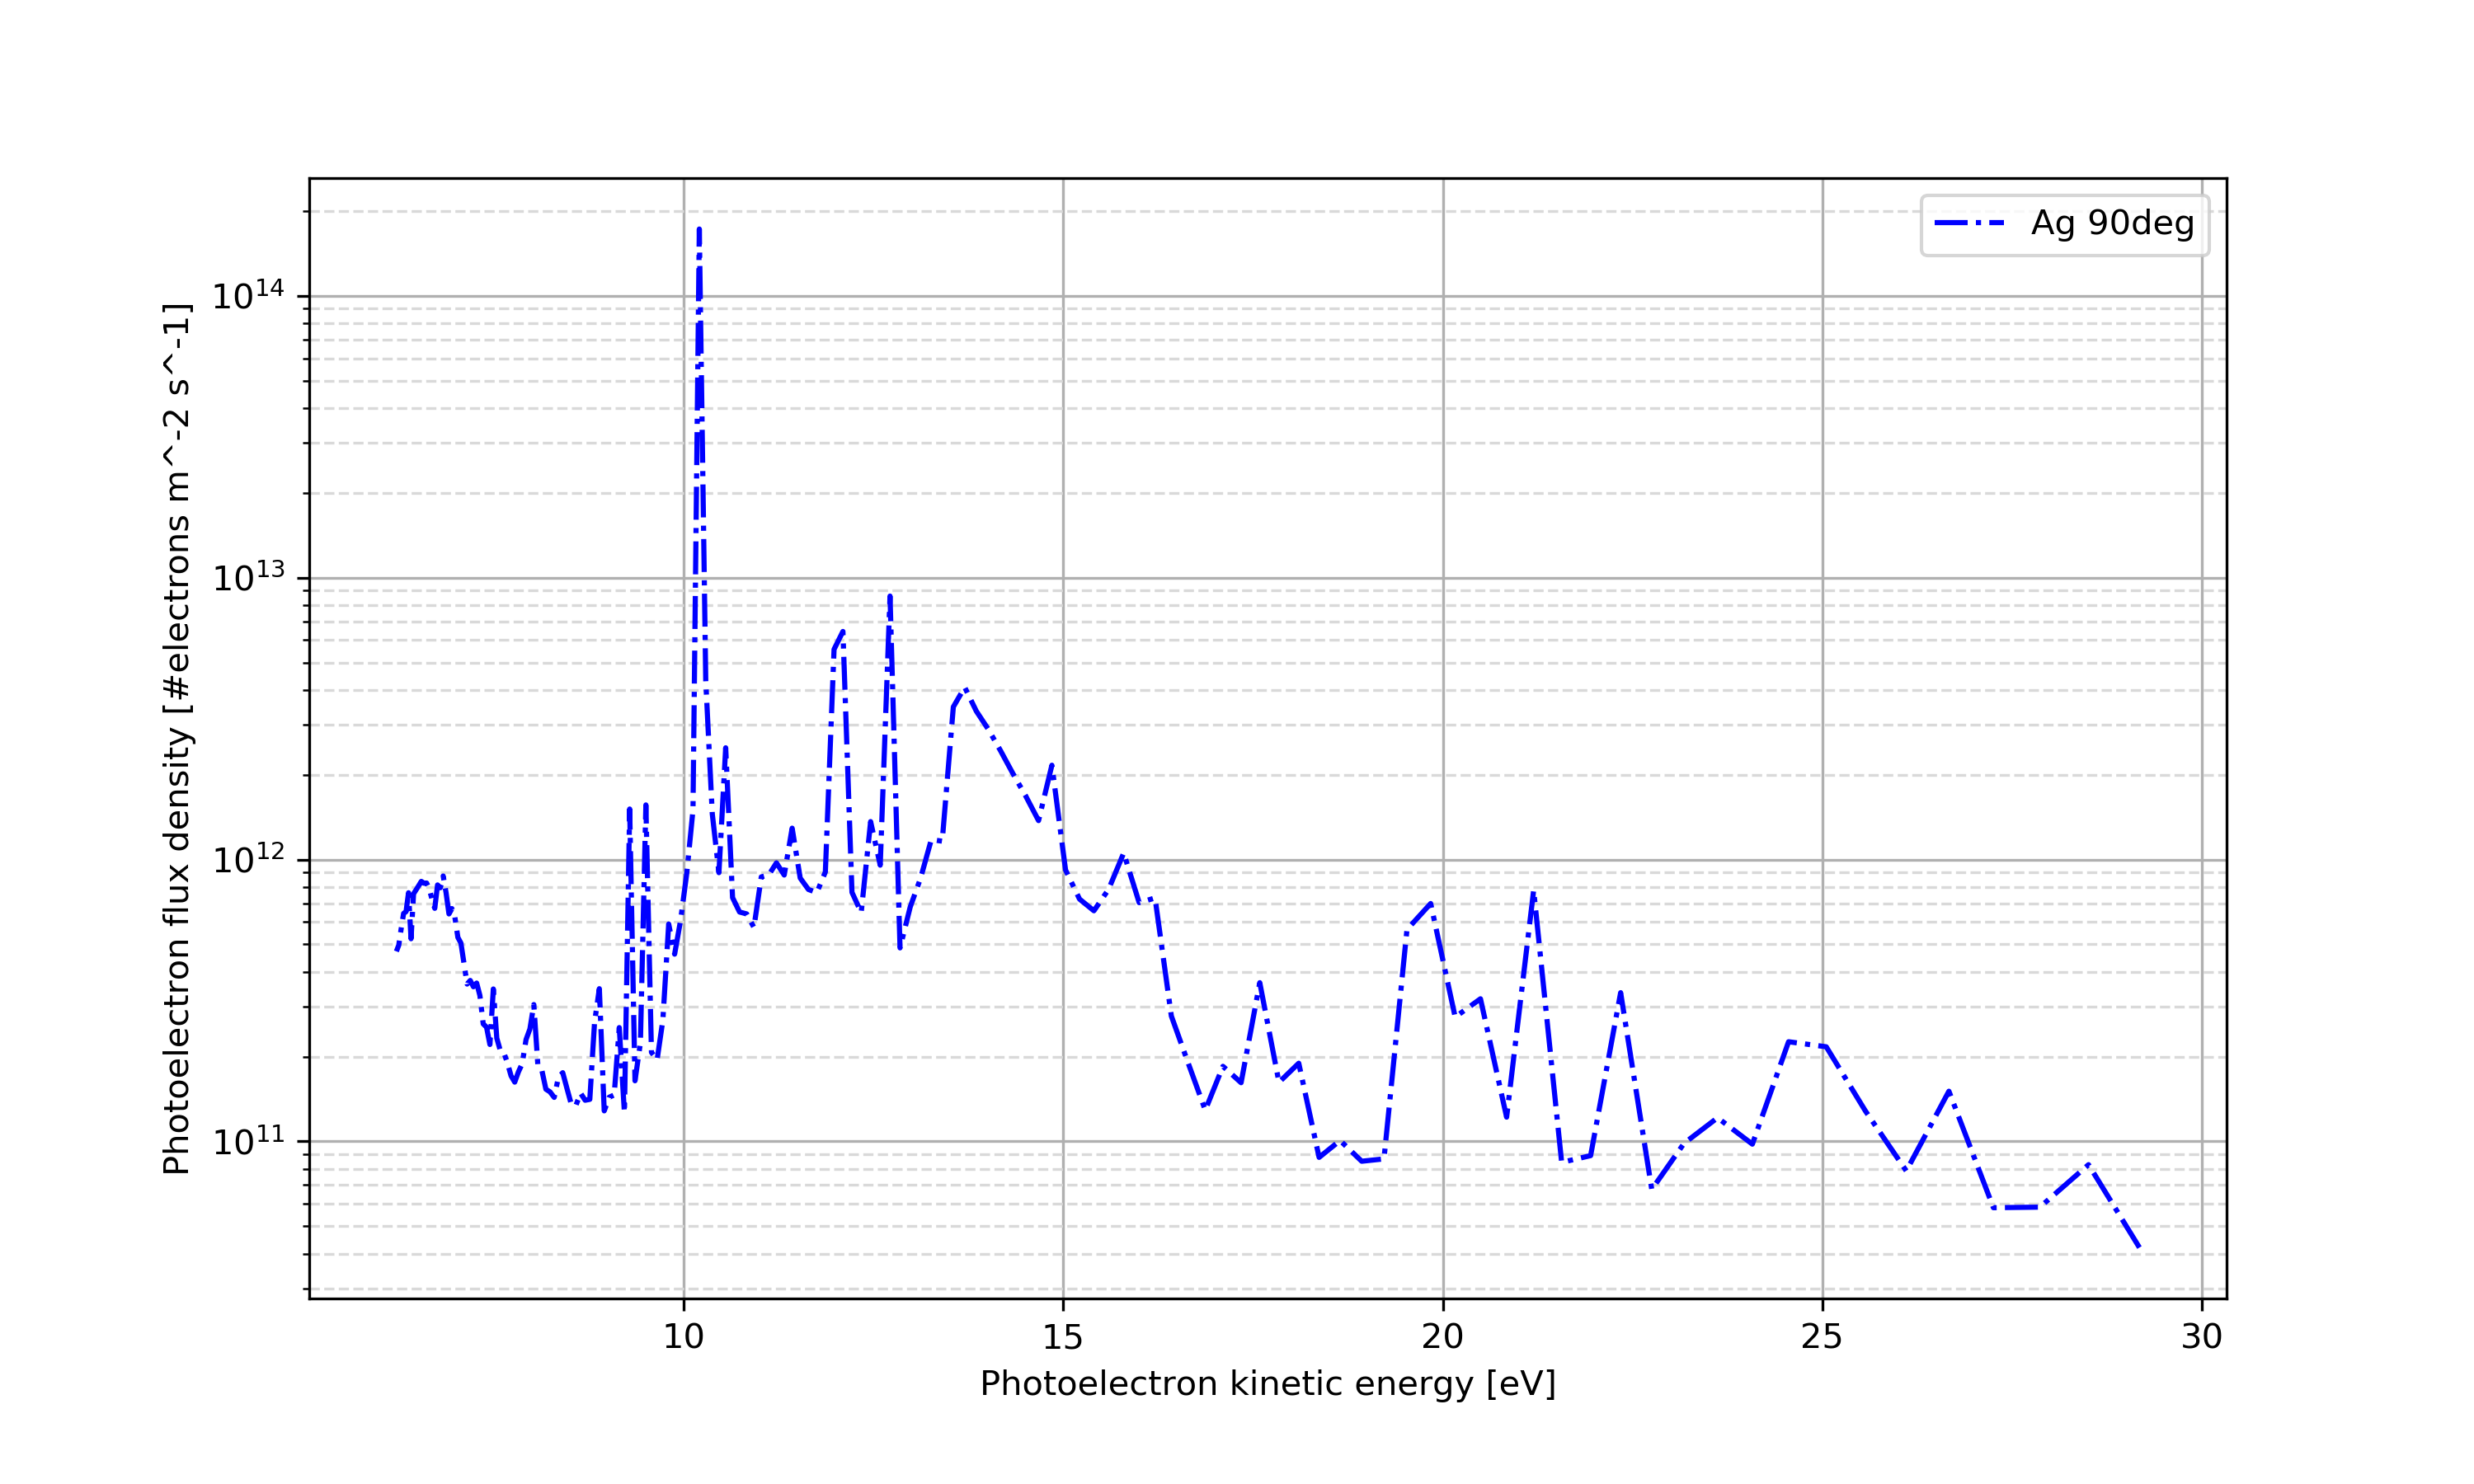 Ag 90deg
Photoelectron flux density [#electrons m^-2 s^-1]
10^14
10^13
10^12
10^11
10 15 20 25 30
Photoelectron kinetic energy [eV]